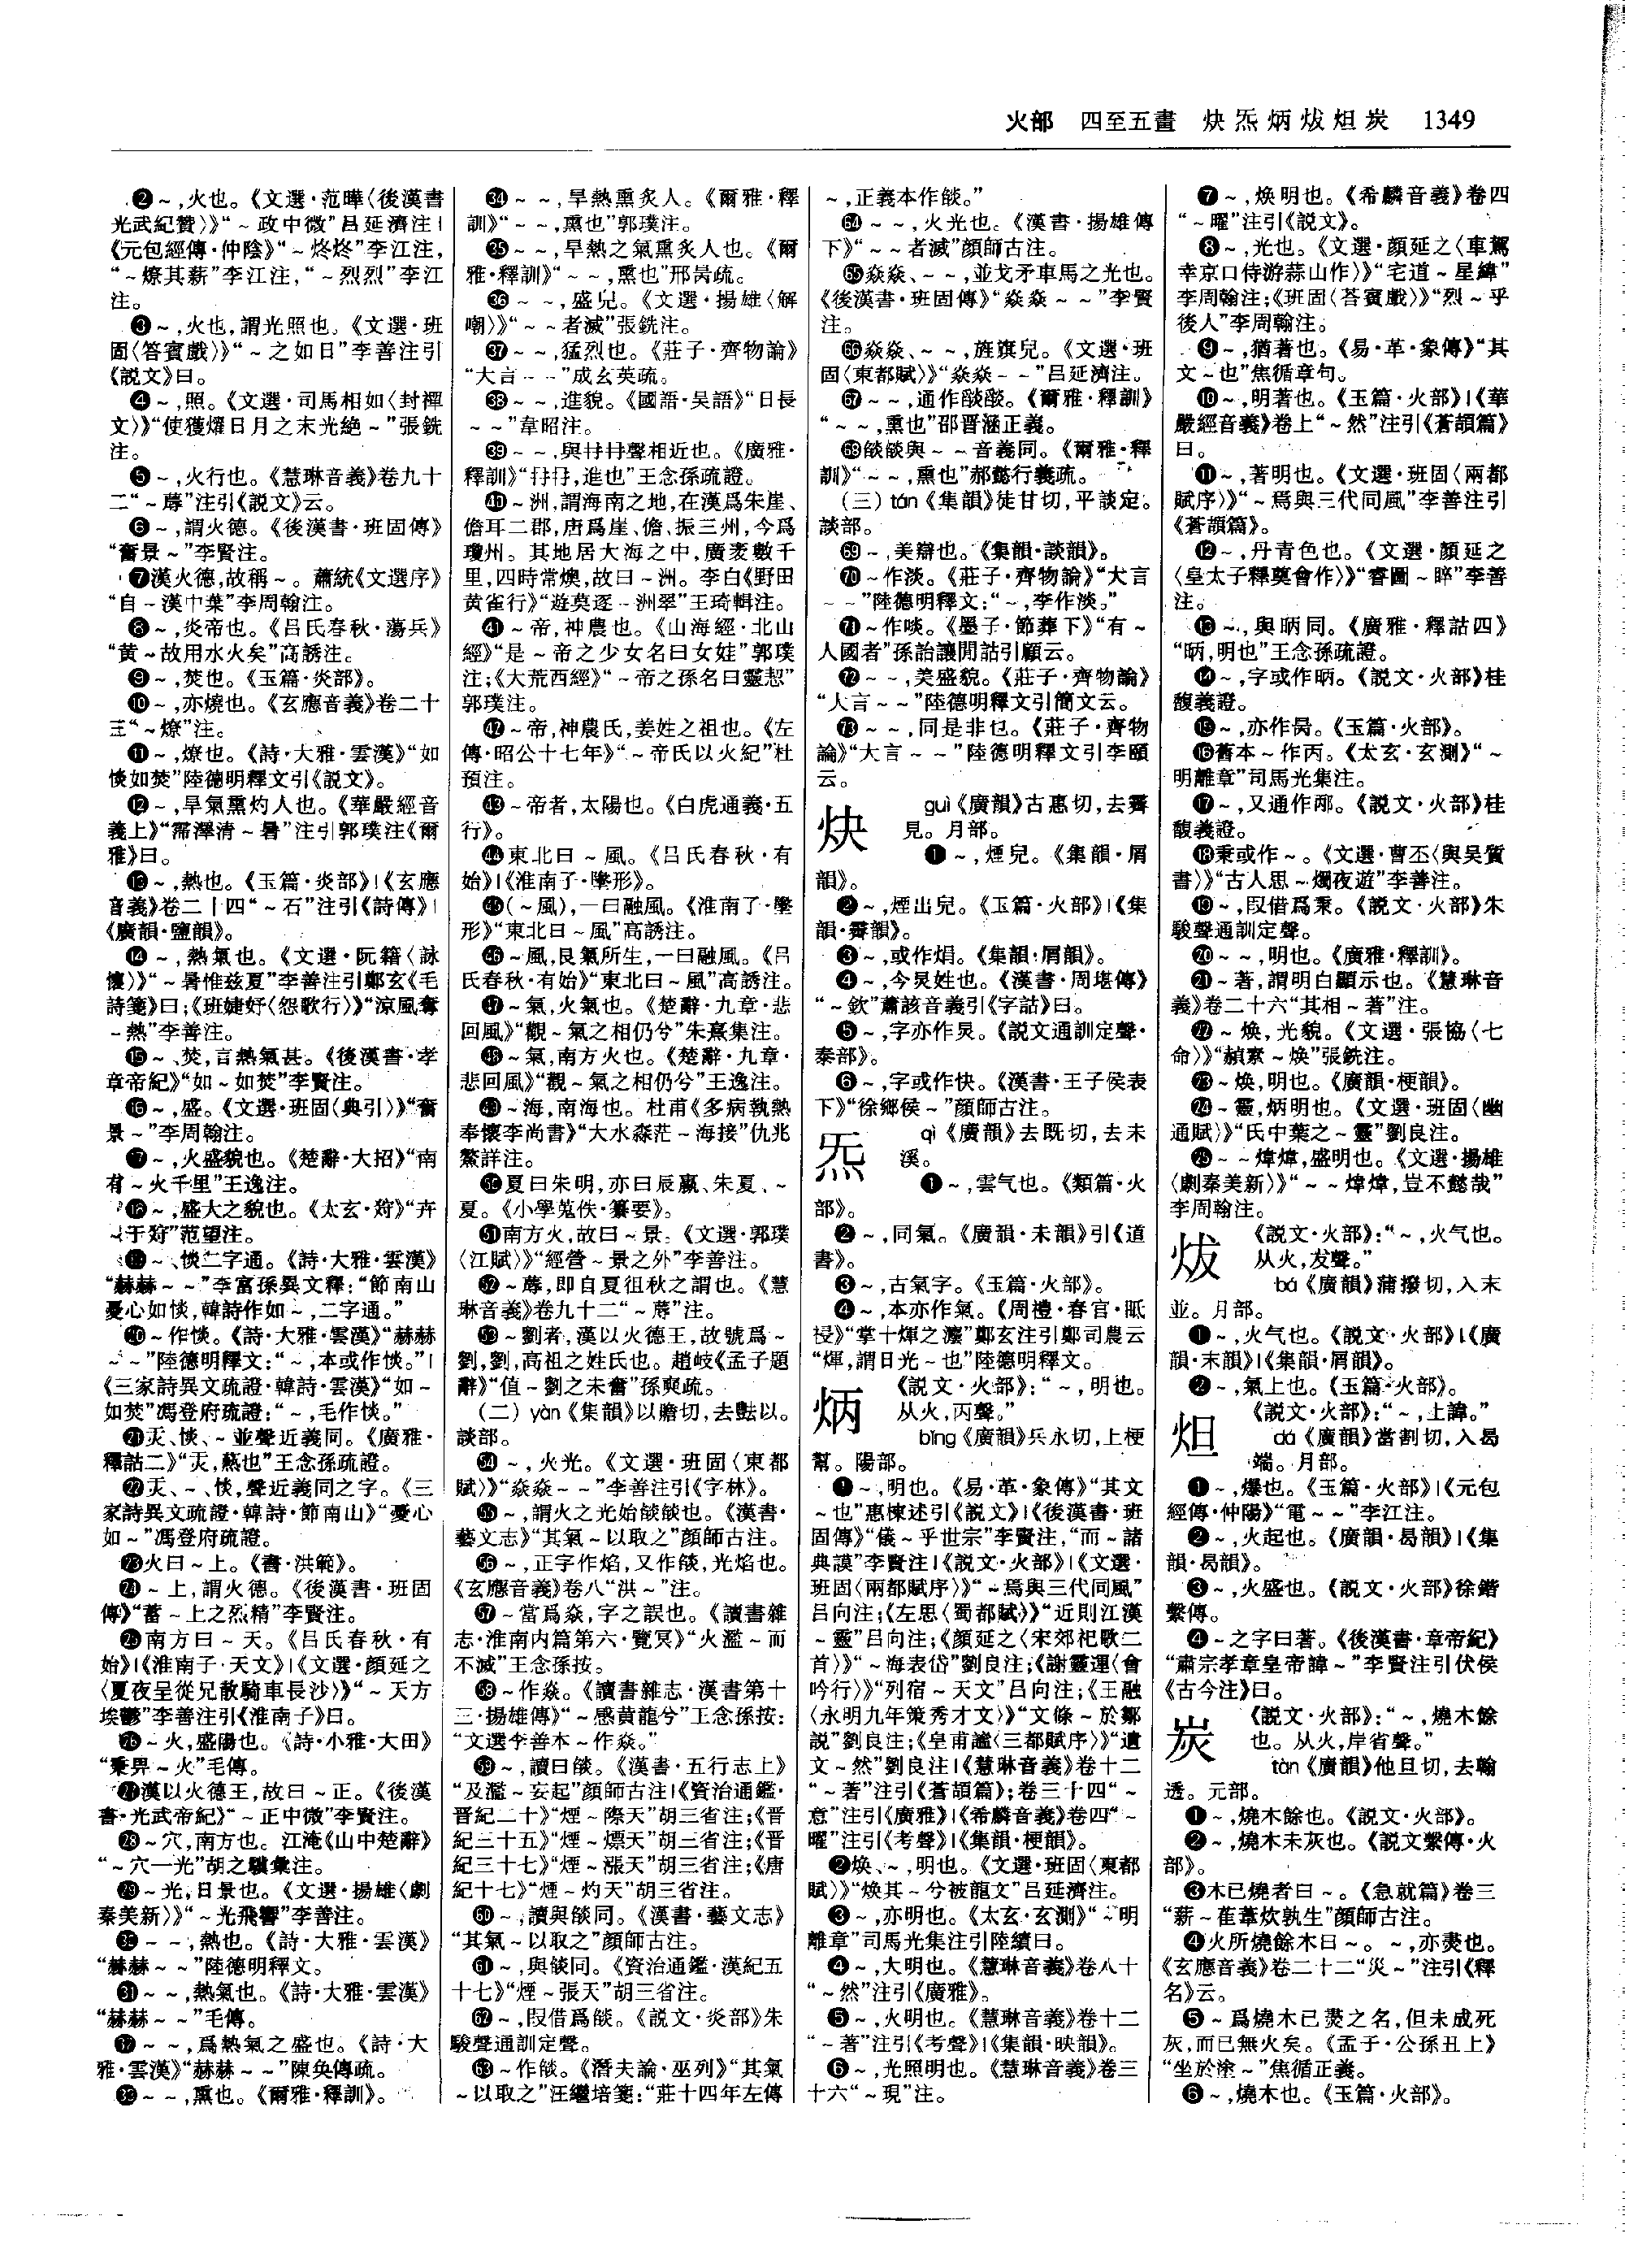 火部　四至五畫　炔炁炳炦炟炭　1349
❷～,火也。《文選·范曄〈後漢書
光武紀贊〉》“～政中微”吕延濟注|
《元包經傳·仲陰》“～炵炵”李江注,
“～燎其薪”李江注,“～烈烈”李江
注。
❸～,火也,謂光照也。《文選·班
固〈答賓戲〉》“～之如日”李善注引
《説文》曰。
❹～,照。《文選·司馬相如〈封禪
文〉》“使獲燿日月之末光絶～”張銑
注。
❺～,火行也。《慧琳音義》卷九十
二“～蓐”注引《説文》云。
❻～,謂火德。《後漢書·班固傳》
“奮景～”李賢注。
❼漢火德,故稱～。蕭統《文選序》
“自～漢中葉”李周翰注。
❽～,炎帝也。《吕氏春秋·蕩兵》
“黄～故用水火矣”高誘注。
❾～,焚也。《玉篇·炎部》。
❿～,亦燒也。《玄應音義》卷二十
三“～燎”注。
⓫～,燎也。《詩·大雅·雲漢》“如
惔如焚”陸德明釋文引《説文》。
⓬～,旱氣熏灼人也。《華嚴經音
義上》“霈澤清～暑”注引郭璞注《爾
雅》曰。
⓭～,熱也。《玉篇·炎部》|《玄應
音義》卷二十四“～石”注引《詩傳》|
《廣韻·鹽韻》。
⓮～,熱氣也。《文選·阮籍〈詠
懷〉》“～暑惟兹夏”李善注引鄭玄《毛
詩箋》曰;《班婕妤〈怨歌行〉》“涼風奪
～熱”李善注。
⓯～、焚,言熱氣甚。《後漢書·孝
章帝紀》“如～如焚”李賢注。
⓰～,盛。《文選·班固〈典引〉》“奮
景～”李周翰注。
⓱～,火盛貌也。《楚辭·大招》“南
有～火千里”王逸注。
⓲～,盛大之貌也。《太玄·狩》“卉
～于狩”范望注。
⓳～、惔二字通。《詩·大雅·雲漢》
“赫赫～～”李富孫異文釋:“節南山
憂心如惔,韓詩作如～,二字通。”
⓴～作惔。《詩·大雅·雲漢》“赫赫
～～”陸德明釋文:“～,本或作惔。”|
《三家詩異文疏證·韓詩·雲漢》“如～
如焚”馮登府疏證:“～,毛作惔。”
㉑灭、惔、～並聲近義同。《廣雅·
釋詁二》“灭,爇也”王念孫疏證。
㉒灭、～、惔,聲近義同之字。《三
家詩異文疏證·韓詩·節南山》“憂心
如～”馮登府疏證。
㉓火曰～上。《書·洪範》。
㉔～上,謂火德。《後漢書·班固
傳》“蓄～上之烈精”李賢注。
㉕南方曰～天。《吕氏春秋·有
始》|《淮南子·天文》|《文選·顔延之
〈夏夜呈從兄散騎車長沙〉》“～天方
埃鬱”李善注引《淮南子》曰。
㉖～火,盛陽也。《詩·小雅·大田》
“秉畀～火”毛傳。
㉗漢以火德王,故曰～正。《後漢
書·光武帝紀》“～正中微”李賢注。
㉘～穴,南方也。江淹《山中楚辭》
“～穴一光”胡之驥彙注。
㉙～光,日景也。《文選·揚雄〈劇
秦美新〉》“～光飛響”李善注。
㉚～～,熱也。《詩·大雅·雲漢》
“赫赫～～”陸德明釋文。
㉛～～,熱氣也。《詩·大雅·雲漢》
“赫赫～～”毛傳。
㉜～～,爲熱氣之盛也。《詩·大
雅·雲漢》“赫赫～～”陳奂傳疏。
㉝～～,熏也。《爾雅·釋訓》。
㉞～～,旱熱熏炙人。《爾雅·釋
訓》“～～,熏也”郭璞注。
㉟～～,旱熱之氣熏炙人也。《爾
雅·釋訓》“～～,熏也”邢昺疏。
㊱～～,盛皃。《文選·揚雄〈解
嘲〉》“～～者滅”張銑注。
㊲～～,猛烈也。《莊子·齊物論》
“大言～～”成玄英疏。
㊳～～,進貌。《國語·吴語》“日長
～～”韋昭注。
㊴～～,與冄冄聲相近也。《廣雅·
釋訓》“冄冄,進也”王念孫疏證。
㊵～洲,謂海南之地,在漢爲朱崖、
儋耳二郡,唐爲崖、儋、振三州,今爲
瓊州。其地居大海之中,廣袤數千
里,四時常燠,故曰～洲。李白《野田
黄雀行》“遊莫逐～洲翠”王琦輯注。
㊶～帝,神農也。《山海經·北山
經》“是～帝之少女名曰女娃”郭璞
注;《大荒西經》“～帝之孫名曰靈恝”
郭璞注。
㊷～帝,神農氏,姜姓之祖也。《左
傳·昭公十七年》“～帝氏以火紀”杜
預注。
㊸～帝者,太陽也。《白虎通義·五
行》。
㊹東北曰～風。《吕氏春秋·有
始》|《淮南子·墬形》。
㊺(～風),一曰融風。《淮南子·墬
形》“東北曰～風”高誘注。
㊻～風,艮氣所生,一曰融風。《吕
氏春秋·有始》“東北曰～風”高誘注。
㊼～氣,火氣也。《楚辭·九章·悲
回風》“觀～氣之相仍兮”朱熹集注。
㊽～氣,南方火也。《楚辭·九章·
悲回風》“觀～氣之相仍兮”王逸注。
㊾～海,南海也。杜甫《多病執熱
奉懷李尚書》“大水森茫～海接”仇兆
鰲詳注。
㊿夏曰朱明,亦曰辰嬴、朱夏、～
夏。《小學蒐佚·纂要》。
51南方火,故曰～景。《文選·郭璞
〈江賦〉》“經營～景之外”李善注。
52～蓐,即自夏徂秋之謂也。《慧
琳音義》卷九十二“～蓐”注。
53～劉者,漢以火德王,故號爲～
劉,劉,高祖之姓氏也。趙岐《孟子題
辭》“值～劉之未奮”孫奭疏。
(二) yàn《集韻》以贍切,去豔以。
談部。
54～,火光。《文選·班固〈東都
賦〉》“焱焱～～”李善注引《字林》。
55～,謂火之光始燄燄也。《漢書·
藝文志》“其氣～以取之”顔師古注。
56～,正字作焰,又作燄,光焰也。
《玄應音義》卷八“洪～”注。
57～當爲焱,字之誤也。《讀書雜
志·淮南内篇第六·覽冥》“火濫～而
不滅”王念孫按。
58～作焱。《讀書雜志·漢書第十
三·揚雄傳》“～感黄龍兮”王念孫按:
“文選李善本～作焱。”
59～,讀曰燄。《漢書·五行志上》
“及濫～妄起”顔師古注|《資治通鑑·
晋紀二十》“煙～際天”胡三省注;《晋
紀三十五》“煙～熛天”胡三省注;《晋
紀三十七》“煙～漲天”胡三省注;《唐
紀十七》“煙～灼天”胡三省注。
60～,讀與燄同。《漢書·藝文志》
“其氣～以取之”顔師古注。
61～,與燄同。《資治通鑑·漢紀五
十七》“煙～張天”胡三省注。
62～,叚借爲燄。《説文·炎部》朱
駿聲通訓定聲。
63～作燄。《潛夫論·巫列》“其氣
～以取之”汪繼培箋:“莊十四年左傳
～,正義本作燄。”
64～～,火光也。《漢書·揚雄傳
下》“～～者滅”顔師古注。
65焱焱、～～,並戈矛車馬之光也。
《後漢書·班固傳》“焱焱～～”李賢
注。
66焱焱、～～,旌旗皃。《文選·班
固〈東都賦〉》“焱焱～～”吕延濟注。
67～～,通作燄燄。《爾雅·釋訓》
“～～,熏也”邵晋涵正義。
68燄燄與～～音義同。《爾雅·釋
訓》“～～,熏也”郝懿行義疏。
(三) tán《集韻》徒甘切,平談定。
談部。
69～,美辯也。《集韻·談韻》。
70～作淡。《莊子·齊物論》“大言
～～”陸德明釋文:“～,李作淡。”
71～作啖。《墨子·節葬下》“有～
人國者”孫詒讓閒詁引顧云。
72～～,美盛貌。《莊子·齊物論》
“大言～～”陸德明釋文引簡文云。
73～～,同是非也。《莊子·齊物
論》“大言～～”陸德明釋文引李頤
云。
炔　guì《廣韻》古惠切,去霽
見。月部。
❶～,煙皃。《集韻·屑
韻》。
❷～,煙出皃。《玉篇·火部》|《集
韻·霽韻》。
❸～,或作焆。《集韻·屑韻》。
❹～,今炅姓也。《漢書·周堪傳》
“～欽”蕭該音義引《字詁》曰。
❺～,字亦作炅。《説文通訓定聲·
泰部》。
❻～,字或作快。《漢書·王子侯表
下》“徐鄉侯～”顔師古注。
炁　qì《廣韻》去既切,去未
溪。
❶～,雲气也。《類篇·火
部》。
❷～,同氣。《廣韻·未韻》引《道
書》。
❸～,古氣字。《玉篇·火部》。
❹～,本亦作氣。《周禮·春官·眡
祲》“掌十煇之灋”鄭玄注引鄭司農云
“煇,謂日光～也”陸德明釋文。
炳　《説文·火部》:“～,明也。
从火,丙聲。”
bǐng《廣韻》兵永切,上梗
幫。陽部。
❶～,明也。《易·革·象傳》“其文
～也”惠棟述引《説文》|《後漢書·班
固傳》“儀～乎世宗”李賢注,“而～諸
典謨”李賢注|《説文·火部》|《文選·
班固〈兩都賦序〉》“～焉與三代同風”
吕向注;《左思〈蜀都賦〉》“近則江漢
～靈”吕向注;《顔延之〈宋郊祀歌二
首〉》“～海表岱”劉良注;《謝靈運〈會
吟行〉》“列宿～天文”吕向注;《王融
〈永明九年策秀才文〉》“文條～於鄒
説”劉良注;《皇甫謐〈三都賦序〉》“遺
文～然”劉良注|《慧琳音義》卷十二
“～著”注引《蒼頡篇》;卷三十四“～
意”注引《廣雅》|《希麟音義》卷四“～
曜”注引《考聲》|《集韻·梗韻》。
❷焕、～,明也。《文選·班固〈東都
賦〉》“焕其～兮被龍文”吕延濟注。
❸～,亦明也。《太玄·玄測》“～明
離章”司馬光集注引陸績曰。
❹～,大明也。《慧琳音義》卷八十
“～然”注引《廣雅》。
❺～,火明也。《慧琳音義》卷十二
“～著”注引《考聲》|《集韻·映韻》。
❻～,光照明也。《慧琳音義》卷三
十六“～現”注。
❼～,焕明也。《希麟音義》卷四
“～曜”注引《説文》。
❽～,光也。《文選·顔延之〈車駕
幸京口侍游蒜山作〉》“宅道～星緯”
李周翰注;《班固〈荅賓戲〉》“烈～乎
後人”李周翰注。
❾～,猶著也。《易·革·象傳》“其
文～也”焦循章句。
❿～,明著也。《玉篇·火部》|《華
嚴經音義》卷上“～然”注引《蒼頡篇》
曰。
⓫～,著明也。《文選·班固〈兩都
賦序〉》“～焉與三代同風”李善注引
《蒼頡篇》。
⓬～,丹青色也。《文選·顔延之
〈皇太子釋奠會作〉》“睿圖～晬”李善
注。
⓭～,與昞同。《廣雅·釋詁四》
“昞,明也”王念孫疏證。
⓮～,字或作昞。《説文·火部》桂
馥義證。
⓯～,亦作昺。《玉篇·火部》。
⓰舊本～作丙。《太玄·玄測》“～
明離章”司馬光集注。
⓱～,又通作邴。《説文·火部》桂
馥義證。
⓲秉或作～。《文選·曹丕〈與吴質
書〉》“古人思～燭夜遊”李善注。
⓳～,叚借爲秉。《説文·火部》朱
駿聲通訓定聲。
⓴～～,明也。《廣雅·釋訓》。
㉑～著,謂明白顯示也。《慧琳音
義》卷二十六“其相～著”注。
㉒～焕,光貌。《文選·張協〈七
命〉》“赬素～焕”張銑注。
㉓～焕,明也。《廣韻·梗韻》。
㉔～靈,炳明也。《文選·班固〈幽
通賦〉》“氏中葉之～靈”劉良注。
㉕～～煒煒,盛明也。《文選·揚雄
〈劇秦美新〉》“～～煒煒,豈不懿哉”
李周翰注。
炦　《説文·火部》:“～,火气也。
从火,犮聲。”
bá《廣韻》蒲撥切,入末
並。月部。
❶～,火气也。《説文·火部》|《廣
韻·末韻》|《集韻·屑韻》。
❷～,氣上也。《玉篇·火部》。
炟　《説文·火部》:“～,上諱。”
dá《廣韻》當割切,入曷
端。月部。
❶～,爆也。《玉篇·火部》|《元包
經傳·仲陽》“電～～”李江注。
❷～,火起也。《廣韻·曷韻》|《集
韻·曷韻》。
❸～,火盛也。《説文·火部》徐鍇
繫傳。
❹～之字曰著。《後漢書·章帝紀》
“肅宗孝章皇帝諱～”李賢注引伏侯
《古今注》曰。
炭　《説文·火部》:“～,燒木餘
也。从火,岸省聲。”
tàn《廣韻》他旦切,去翰
透。元部。
❶～,燒木餘也。《説文·火部》。
❷～,燒木未灰也。《説文繫傳·火
部》。
❸木已燒者曰～。《急就篇》卷三
“薪～萑葦炊孰生”顔師古注。
❹火所燒餘木曰～。～,亦烖也。
《玄應音義》卷二十二“災～”注引《釋
名》云。
❺～爲燒木已烖之名,但未成死
灰,而已無火矣。《孟子·公孫丑上》
“坐於塗～”焦循正義。
❻～,燒木也。《玉篇·火部》。